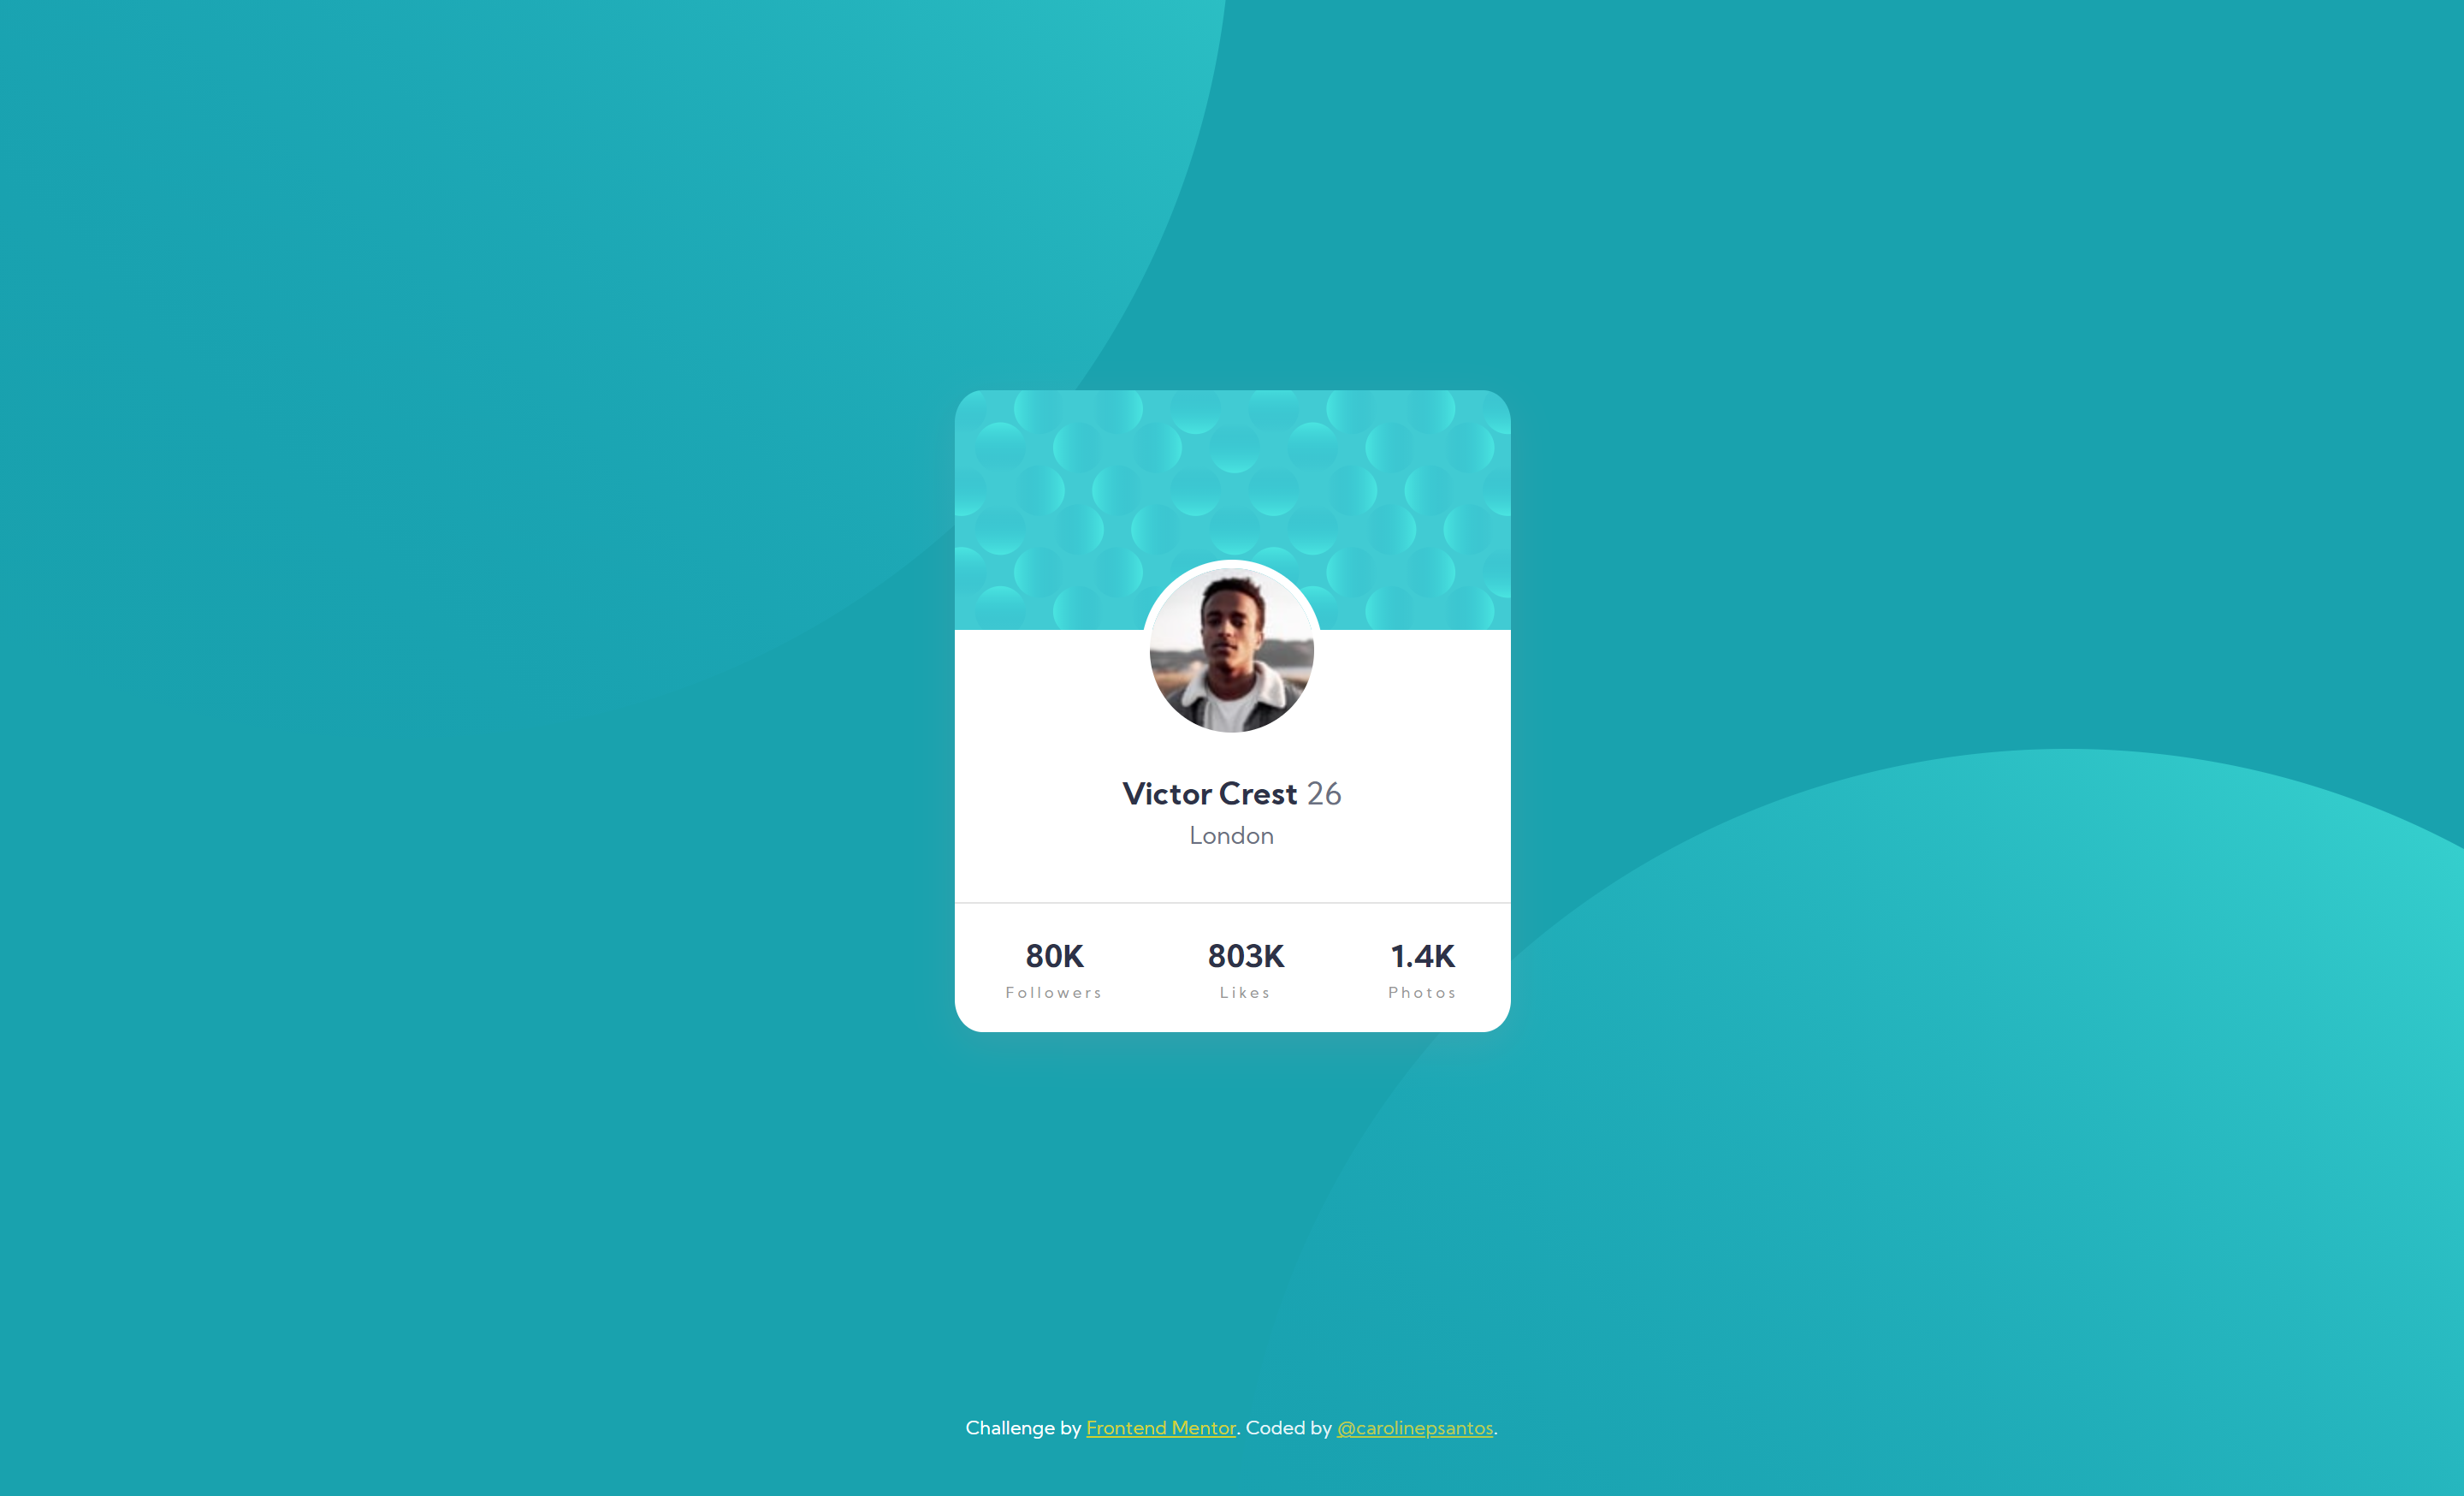 Victor Crest 26
London
80K 803K 1.4K
Followers Likes Photos
Challenge by Frontend Mentor. Coded by @carolinepsantos.